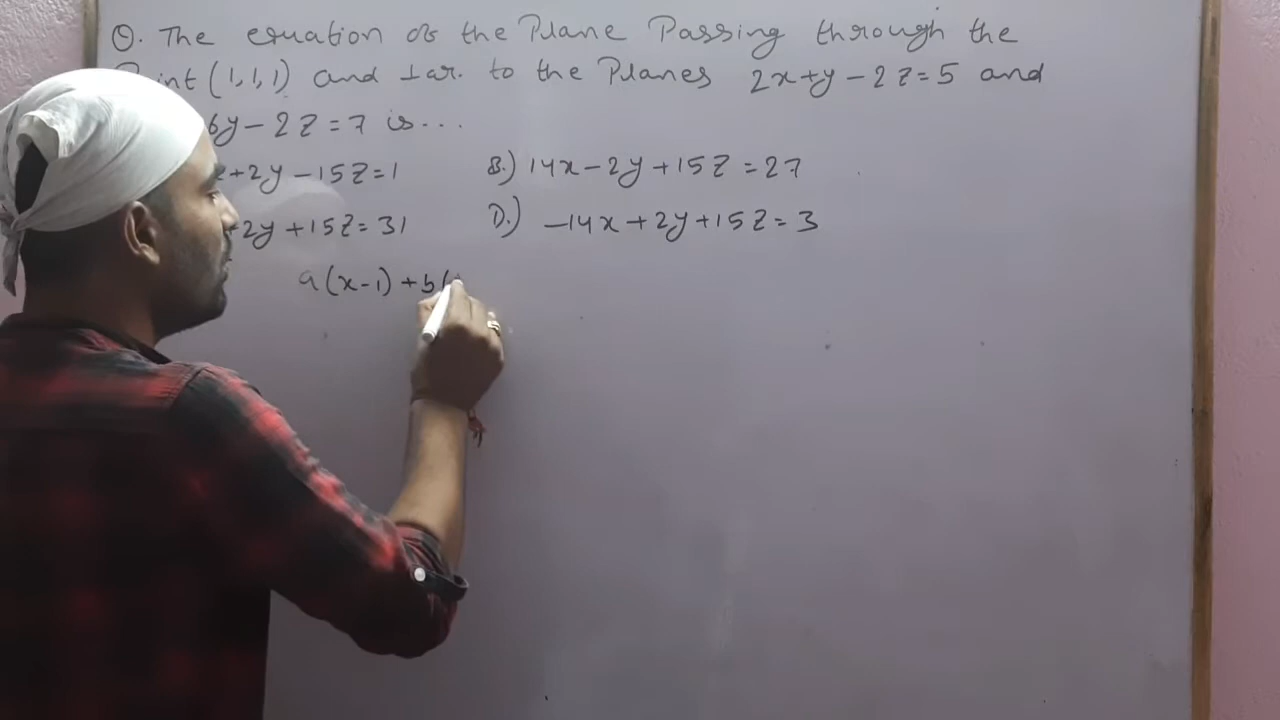 Q. The equation of the Plane Passing through the
(1,1,1) and ⊥ar. to the Planes 2x+y-2z=5 and
6y-2z=7 is...
+2y-15z=1 B.) 14x-2y+15z=27
+2y+15z=31 D.) -14x+2y+15z=3
a(x-1)+b(